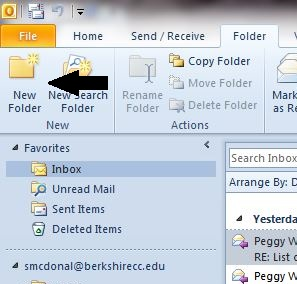 File Home Send / Receive Folder
New Folder
New Search Folder
Rename Folder
Copy Folder
Move Folder
Delete Folder
Mark
as Re
New
Actions
Favorites
Inbox
Unread Mail
Sent Items
Deleted Items
smcdonal@berkshirecc.edu
Search Inbox
Arrange By: D
Yesterda
Peggy W
RE: List o
Peggy W